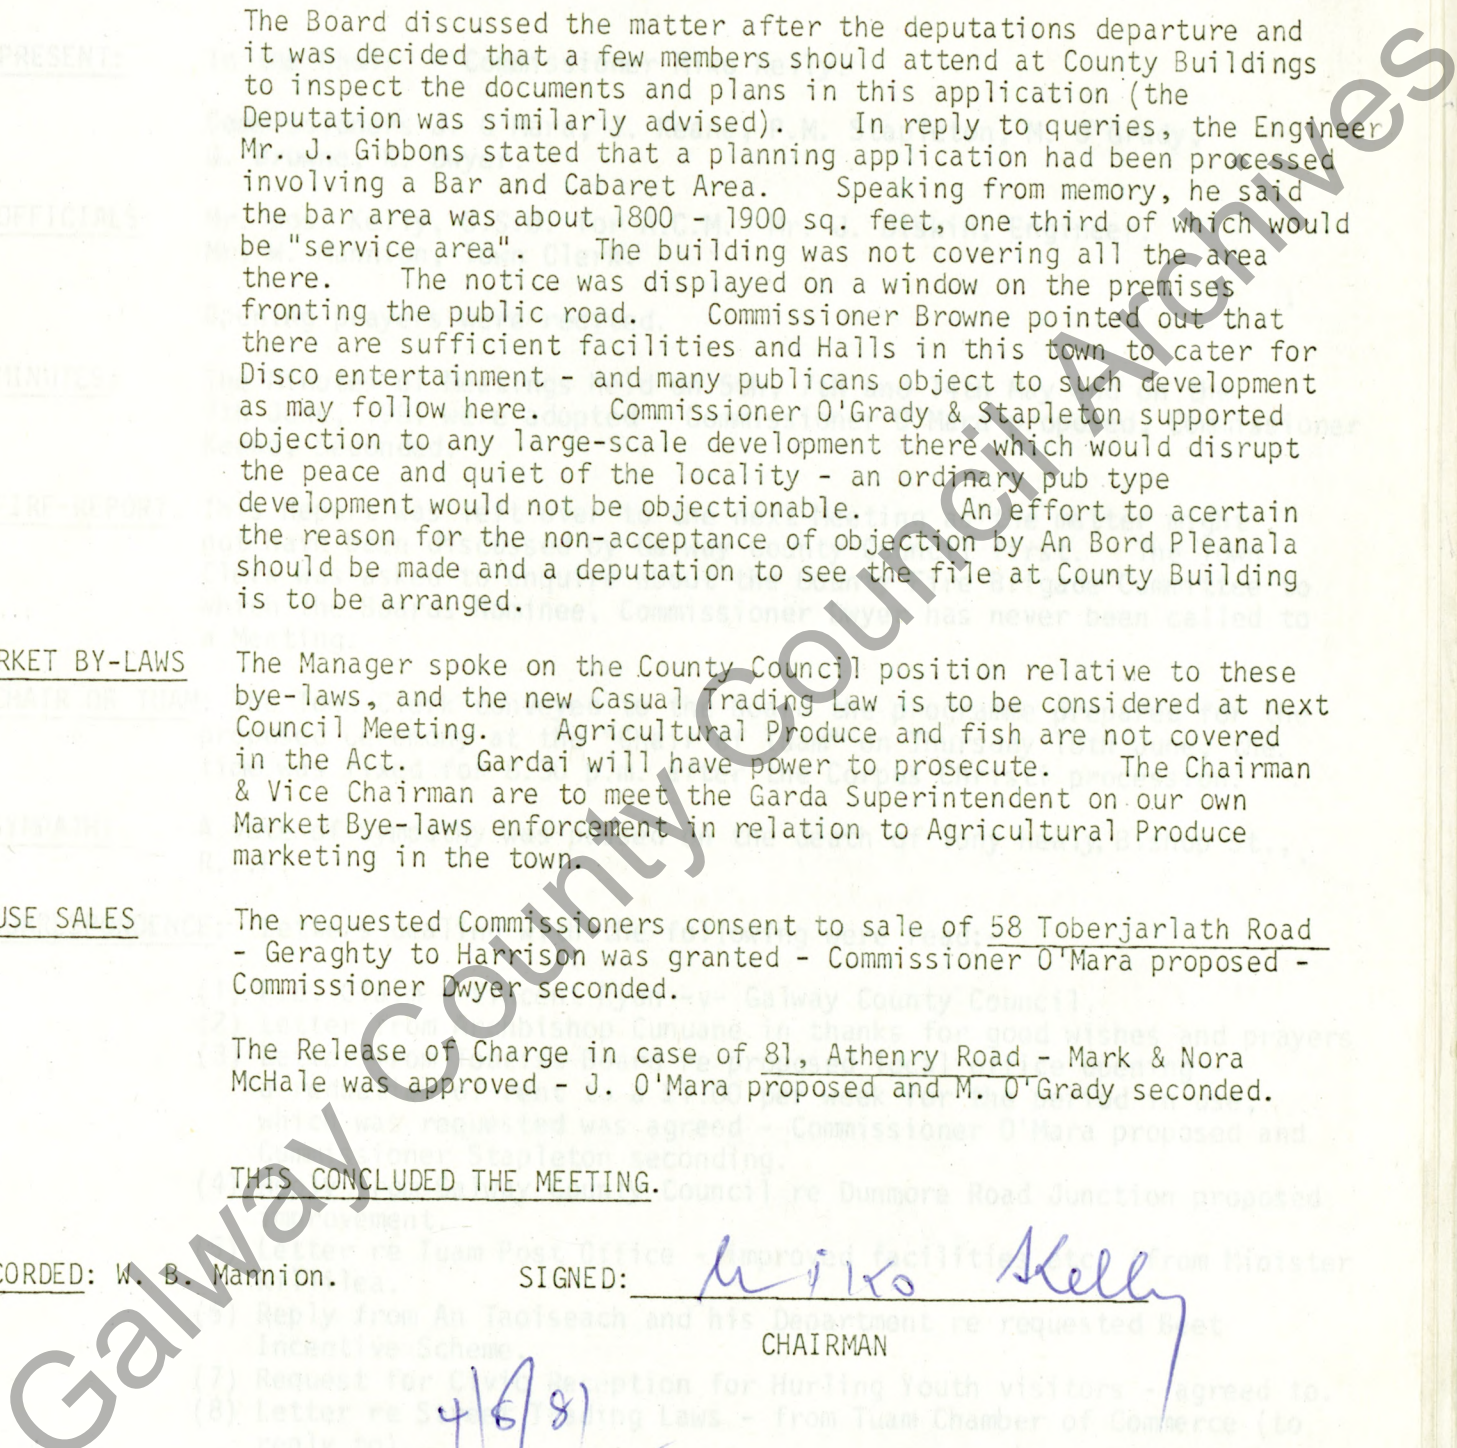 The Board discussed the matter after the deputations departure and
it was decided that a few members should attend at County Buildings
to inspect the documents and plans in this application (the
Deputation was similarly advised). In reply to queries, the Engineer
Mr. J. Gibbons stated that a planning application had been processed
involving a Bar and Cabaret Area. Speaking from memory, he said
the bar area was about 1800 - 1900 sq. feet, one third of which would
be "service area". The building was not covering all the area
there. The notice was displayed on a window on the premises
fronting the public road. Commissioner Browne pointed out that
there are sufficient facilities and Halls in this town to cater for
Disco entertainment - and many publicans object to such development
as may follow here. Commissioner O'Grady & Stapleton supported
objection to any large-scale development there which would disrupt
the peace and quiet of the locality - an ordinary pub type
development would not be objectionable. An effort to acertain
the reason for the non-acceptance of objection by An Bord Pleanala
should be made and a deputation to see the file at County Building
is to be arranged.
RKET BY-LAWS The Manager spoke on the County Council position relative to these
bye-laws, and the new Casual Trading Law is to be considered at next
Council Meeting. Agricultural Produce and fish are not covered
in the Act. Gardai will have power to prosecute. The Chairman
& Vice Chairman are to meet the Garda Superintendent on our own
Market Bye-laws enforcement in relation to Agricultural Produce
marketing in the town.
USE SALES The requested Commissioners consent to sale of 58 Toberjarlath Road
- Geraghty to Harrison was granted - Commissioner O'Mara proposed -
Commissioner Dwyer seconded.
The Release of Charge in case of 81, Athenry Road - Mark & Nora
McHale was approved - J. O'Mara proposed and M. O'Grady seconded.
THIS CONCLUDED THE MEETING.
CORDED: W. B. Mannion. SIGNED: Miko Kelly
CHAIRMAN
4/6/81
Galway County Council Archives